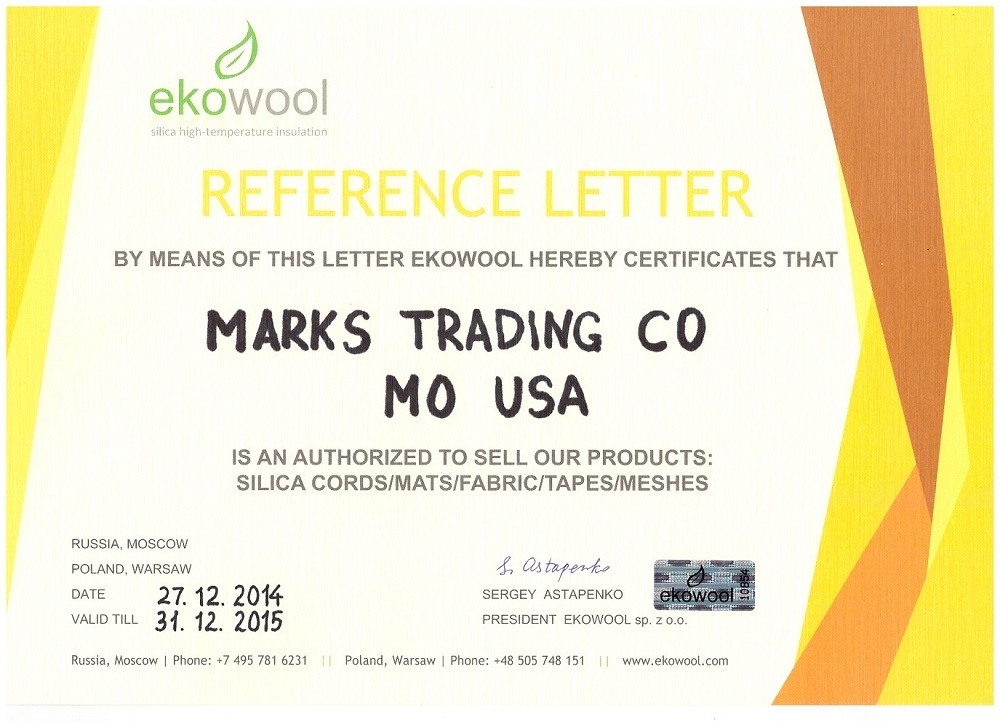 ekowool
silica high-temperature insulation
REFERENCE LETTER
BY MEANS OF THIS LETTER EKOWOOL HEREBY CERTIFICATES THAT
MARKS TRADING CO
MO USA
IS AN AUTHORIZED TO SELL OUR PRODUCTS:
SILICA CORDS/MATS/FABRIC/TAPES/MESHES
RUSSIA, MOSCOW
POLAND, WARSAW
DATE 27. 12. 2014
VALID TILL 31. 12. 2015
S. Astapenko
SERGEY ASTAPENKO
PRESIDENT EKOWOOL sp. z o.o.
ekowool
Russia, Moscow | Phone: +7 495 781 6231 || Poland, Warsaw | Phone: +48 505 748 151 || www.ekowool.com